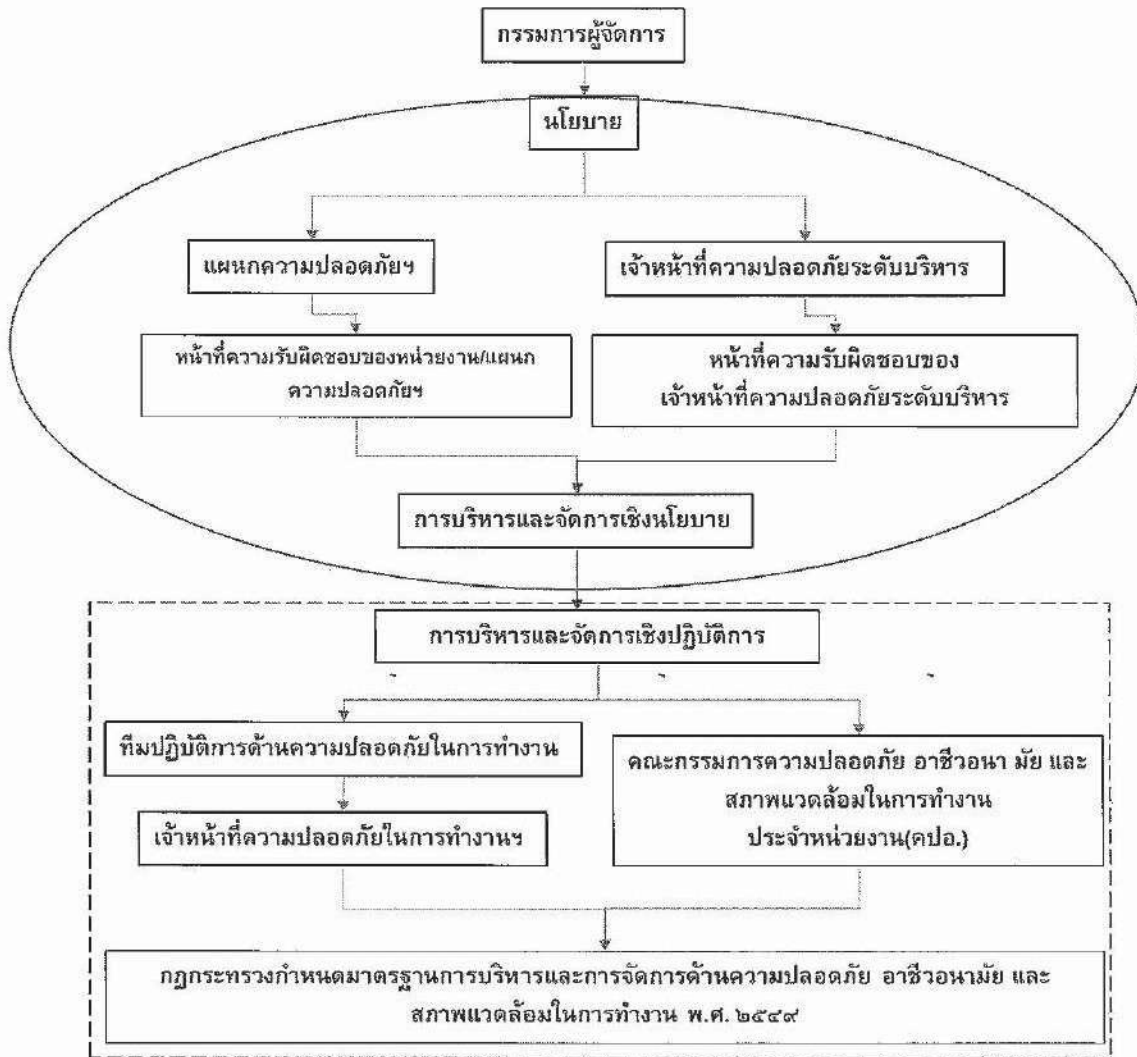 กรรมการผู้จัดการ
นโยบาย
แผนกความปลอดภัยฯ
เจ้าหน้าที่ความปลอดภัยระดับบริหาร
หน้าที่ความรับผิดชอบของหน่วยงาน/แผนก
ความปลอดภัยฯ
หน้าที่ความรับผิดชอบของ
เจ้าหน้าที่ความปลอดภัยระดับบริหาร
การบริหารและจัดการเชิงนโยบาย
การบริหารและจัดการเชิงปฏิบัติการ
ทีมปฏิบัติการด้านความปลอดภัยในการทำงาน
เจ้าหน้าที่ความปลอดภัยในการทำงานฯ
คณะกรรมการความปลอดภัย อาชีวอนา มัย และ
สภาพแวดล้อมในการทำงาน
ประจำหน่วยงาน(คปอ.)
กฎกระทรวงกำหนดมาตรฐานการบริหารและการจัดการด้านความปลอดภัย อาชีวอนามัย และ
สภาพแวดล้อมในการทำงาน พ.ศ. ๒๕๔๙